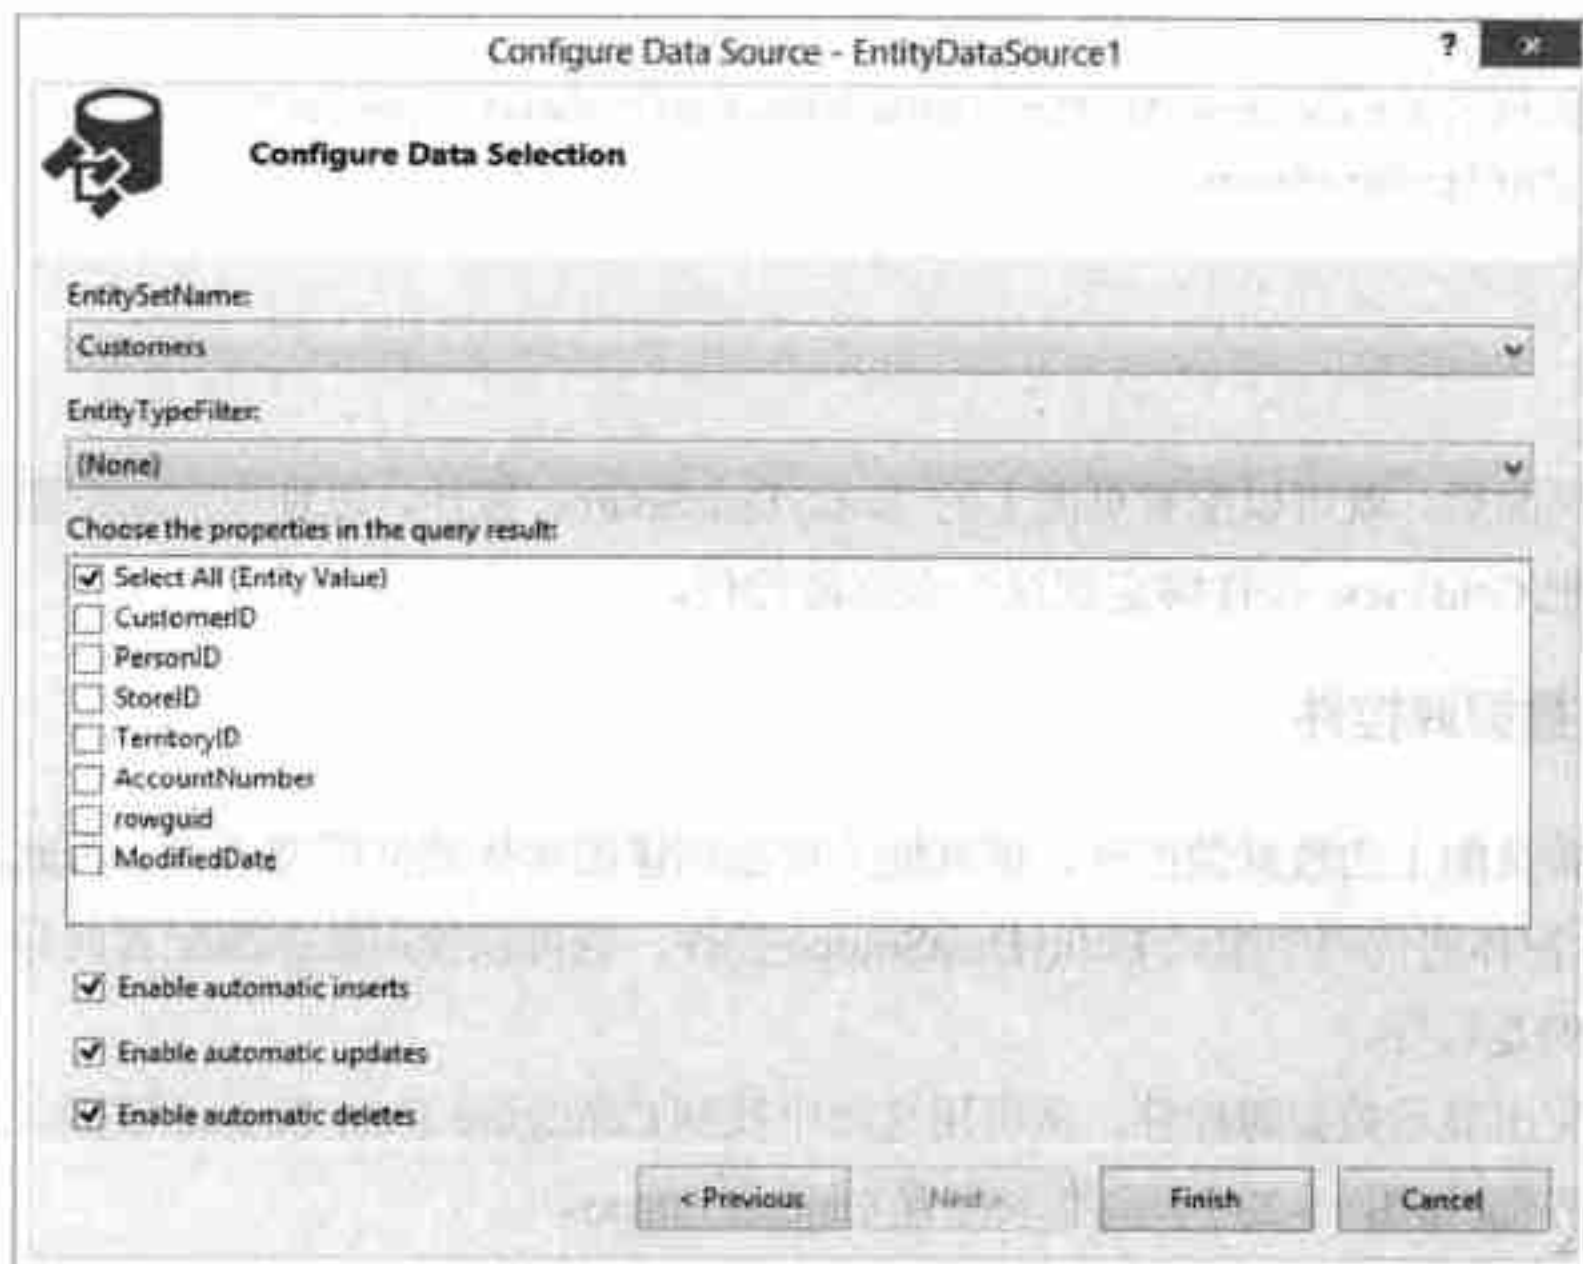 Configure Data Source - EntityDataSource1
?
Configure Data Selection
EntitySetName:
Customers
EntityTypeFilter:
(None)
Choose the properties in the query result:
Select All (Entity Value)
CustomerID
PersonID
StoreID
TerritoryID
AccountNumber
rowguid
ModifiedDate
Enable automatic inserts
Enable automatic updates
Enable automatic deletes
< Previous
Next >
Finish
Cancel